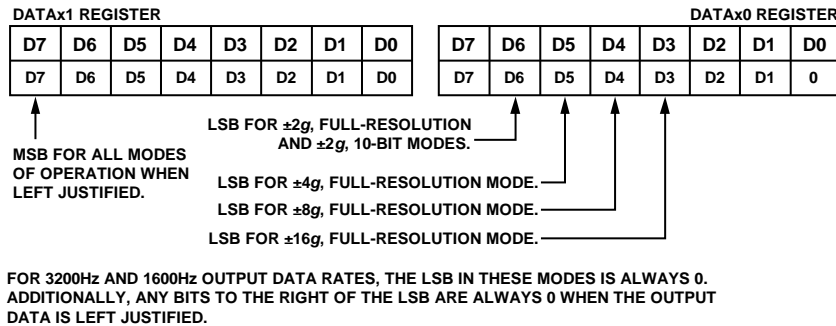 DATAx1 REGISTER
DATAx0 REGISTER
D7 D6 D5 D4 D3 D2 D1 D0
D7 D6 D5 D4 D3 D2 D1 D0
D7 D6 D5 D4 D3 D2 D1 D0
D7 D6 D5 D4 D3 D2 D1 0
MSB FOR ALL MODES
OF OPERATION WHEN
LEFT JUSTIFIED.
LSB FOR ±2g, FULL-RESOLUTION
AND ±2g, 10-BIT MODES.
LSB FOR ±4g, FULL-RESOLUTION MODE.
LSB FOR ±8g, FULL-RESOLUTION MODE.
LSB FOR ±16g, FULL-RESOLUTION MODE.
FOR 3200Hz AND 1600Hz OUTPUT DATA RATES, THE LSB IN THESE MODES IS ALWAYS 0.
ADDITIONALLY, ANY BITS TO THE RIGHT OF THE LSB ARE ALWAYS 0 WHEN THE OUTPUT
DATA IS LEFT JUSTIFIED.